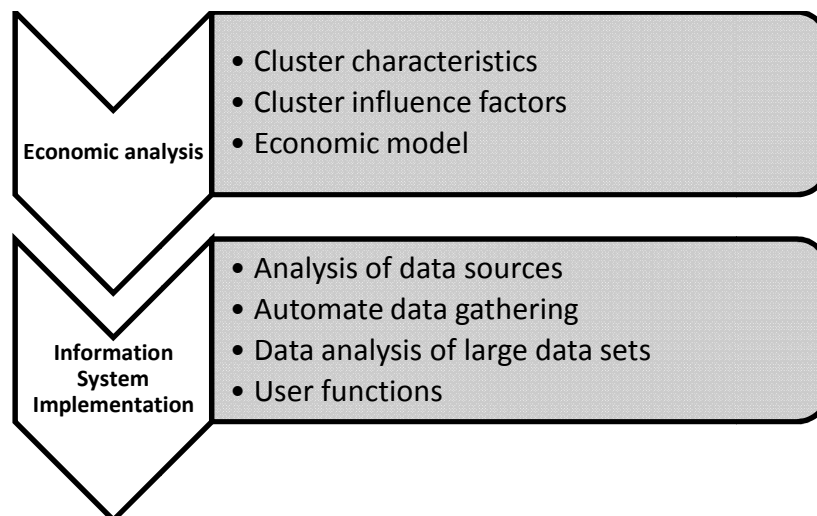 Economic analysis
• Cluster characteristics
• Cluster influence factors
• Economic model
Information
System
Implementation
• Analysis of data sources
• Automate data gathering
• Data analysis of large data sets
• User functions